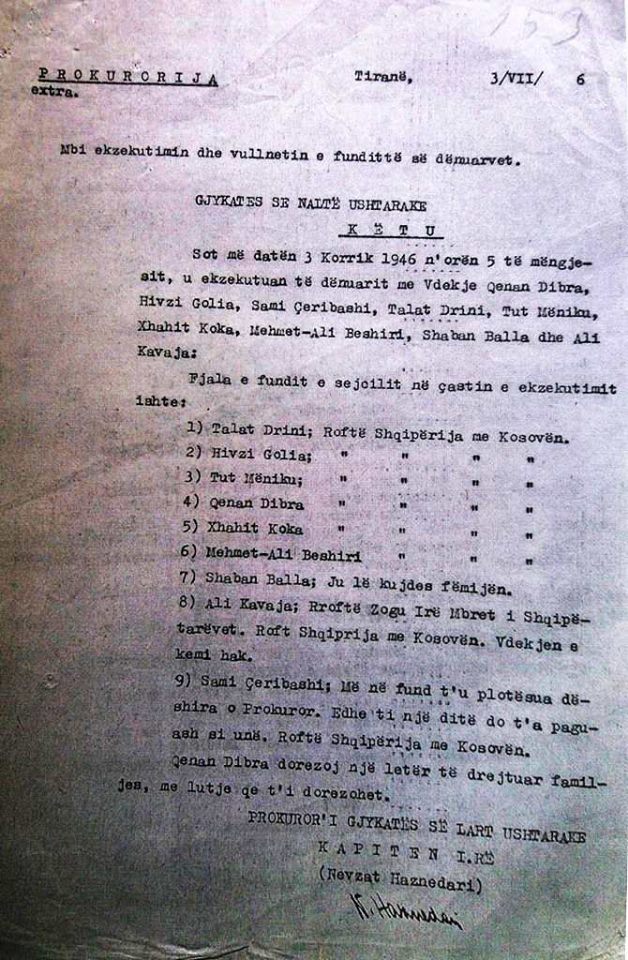 153
PROKURORIJA Tiranë, 3/VII/ 6
extra.
Mbi ekzekutimin dhe vullnetin e fundittë së dëmuarvet.
GJYKATES SE NALTË USHTARAKE
KËTU
Sot më datën 3 Korrik 1946 n'orën 5 të mëngje-
sit, u ekzekutuan të dëmuarit me Vdekje Qenan Dibra,
Hivzi Golia, Sami Çeribashi, Talat Drini, Tut Mëniku,
Xhahit Koka, Mehmet-Ali Beshiri, Shaban Balla dhe Ali
Kavaja:
Fjala e fundit e sejcilit në çastin e ekzekutimit
ishte:
1) Talat Drini; Roftë Shqipërija me Kosovën.
2) Hivzi Golia; " " " "
3) Tut Mëniku; " " " "
4) Qenan Dibra " " " "
5) Xhahit Koka " " " "
6) Mehmet-Ali Beshiri " " "
7) Shaban Balla; Ju lë kujdes fëmijën.
8) Ali Kavaja; Rroftë Zogu Irë Mbret i Shqipë-
tarëvet. Roft Shqiprija me Kosovën. Vdekjen e
kemi hak.
9) Sami Çeribashi; Më në fund t'u plotësua dë-
shira o Prokuror. Edhe ti një ditë do t'a pagu-
ash si unë. Roftë Shqipërija me Kosovën.
Qenan Dibra dorezoj një letër të drejtuar famil-
jes, me lutje qe t'i dorezohet.
PROKUROR'I GJYKATËS SË LART USHTARAKE
KAPITEN I.RË
(Nevzat Haznedari)
N. Haznedari